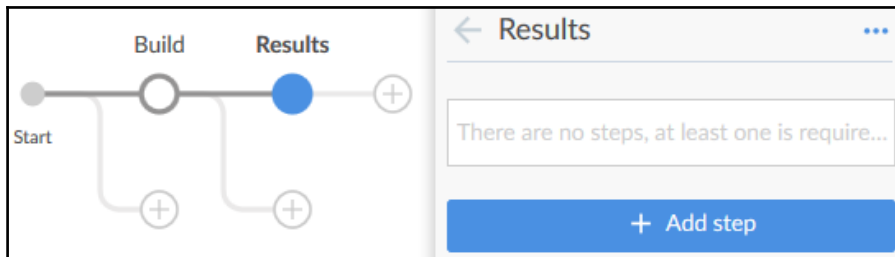 Build
Results
Start
Results
There are no steps, at least one is require...
+ Add step